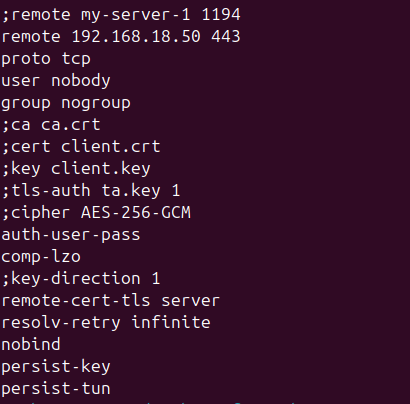 ;remote my-server-1 1194
remote 192.168.18.50 443
proto tcp
user nobody
group nogroup
;ca ca.crt
;cert client.crt
;key client.key
;tls-auth ta.key 1
;cipher AES-256-GCM
auth-user-pass
comp-lzo
;key-direction 1
remote-cert-tls server
resolv-retry infinite
nobind
persist-key
persist-tun